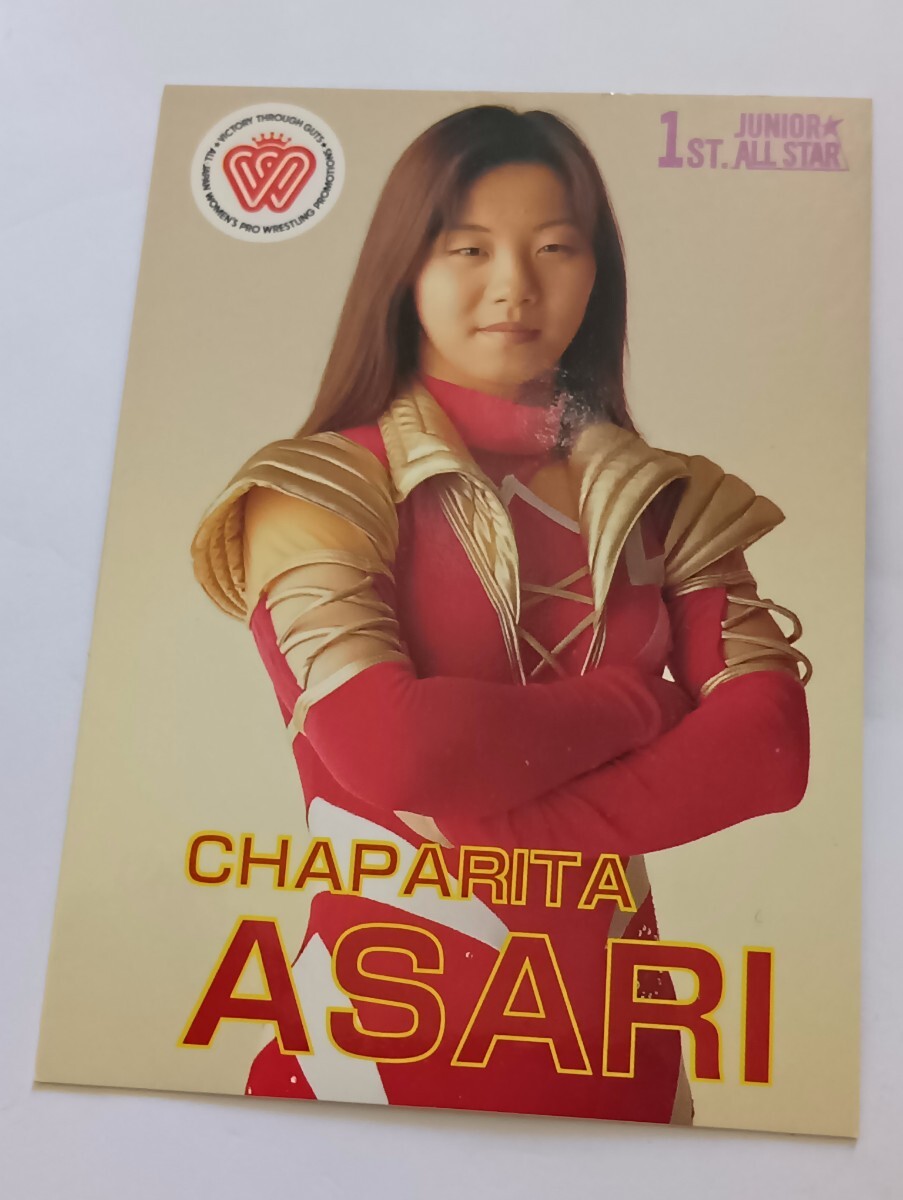 VICTORY THROUGH GUTS
ALL JAPAN WOMEN'S PRO WRESTLING PROMOTIONS
1ST. JUNIOR
ALL STAR
CHAPARITA
ASARI